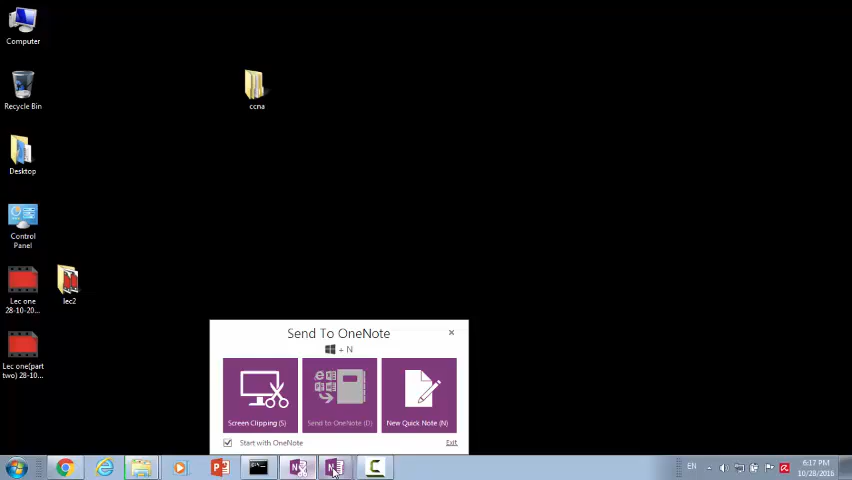 Computer
Recycle Bin
ccna
Desktop
Control
Panel
Lec one
28-10-20...
lec2
Lec one(part
two) 28-10...
Send To OneNote
+ N
Screen Clipping (S)
Send to OneNote (D)
New Quick Note (N)
Start with OneNote
Exit
EN
6:17 PM
10/28/2016